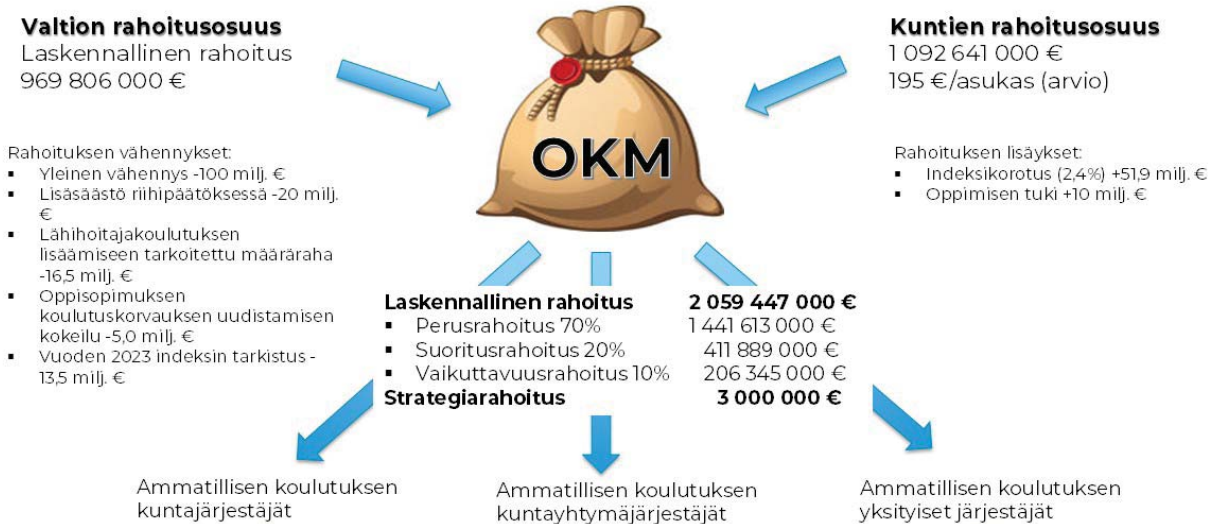 Valtion rahoitusosuus
Laskennallinen rahoitus
969 806 000 €
Kuntien rahoitusosuus
1 092 641 000 €
195 €/asukas (arvio)
OKM
Rahoituksen vähennykset:
▪ Yleinen vähennys -100 milj. €
▪ Lisäsäästö riihipäätöksessä -20 milj.
€
▪ Lähihoitajakoulutuksen
lisäämiseen tarkoitettu määräraha
-16,5 milj. €
▪ Oppisopimuksen
koulutuskorvauksen uudistamisen
kokeilu -5,0 milj. €
▪ Vuoden 2023 indeksin tarkistus -
13,5 milj. €
Rahoituksen lisäykset:
▪ Indeksikorotus (2,4%) +51,9 milj. €
▪ Oppimisen tuki +10 milj. €
Laskennallinen rahoitus 2 059 447 000 €
▪ Perusrahoitus 70% 1 441 613 000 €
▪ Suoritusrahoitus 20% 411 889 000 €
▪ Vaikuttavuusrahoitus 10% 206 345 000 €
Strategiarahoitus 3 000 000 €
Ammatillisen koulutuksen
kuntajärjestäjät
Ammatillisen koulutuksen
kuntayhtymäjärjestäjät
Ammatillisen koulutuksen
yksityiset järjestäjät